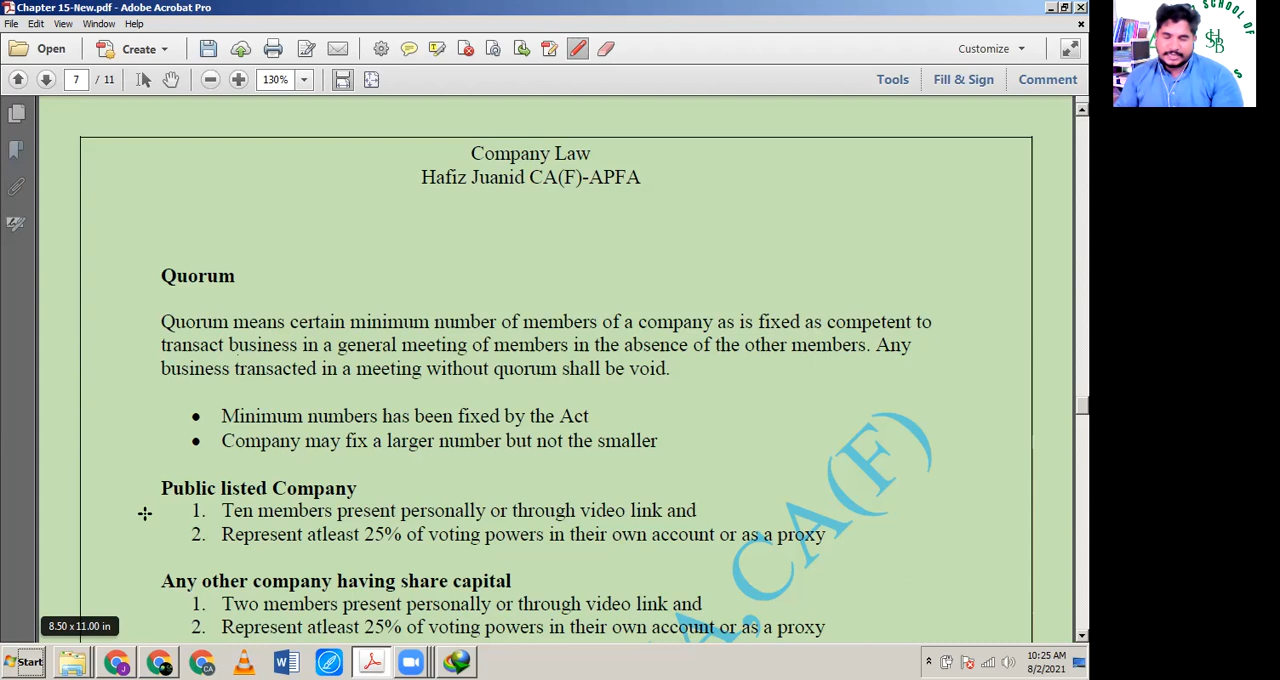 Chapter 15-New.pdf - Adobe Acrobat Pro
File Edit View Window Help
Open Create Customize
7 / 11 130% Tools Fill & Sign Comment
SCHOOL OF
S
Company Law
Hafiz Juanid CA(F)-APFA
Quorum
Quorum means certain minimum number of members of a company as is fixed as competent to
transact business in a general meeting of members in the absence of the other members. Any
business transacted in a meeting without quorum shall be void.
• Minimum numbers has been fixed by the Act
• Company may fix a larger number but not the smaller
Public listed Company
1. Ten members present personally or through video link and
2. Represent atleast 25% of voting powers in their own account or as a proxy
Any other company having share capital
1. Two members present personally or through video link and
2. Represent atleast 25% of voting powers in their own account or as a proxy
A,CA(F)
8.50 x 11.00 in
Start
10:25 AM
8/2/2021